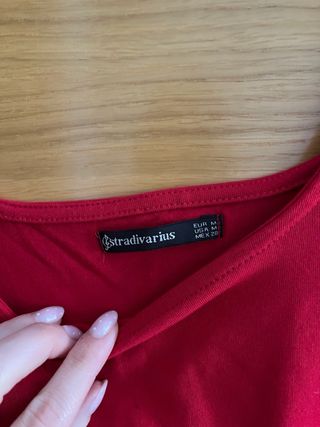 stradivarius
EUR M
USA M
MEX 28